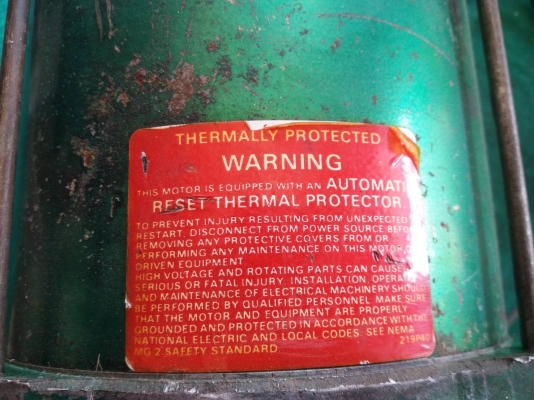 THERMALLY PROTECTED
WARNING
THIS MOTOR IS EQUIPPED WITH AN AUTOMATI
RESET THERMAL PROTECTOR
TO PREVENT INJURY RESULTING FROM UNEXPECTED
RESTART, DISCONNECT FROM POWER SOURCE BEFO
REMOVING ANY PROTECTIVE COVERS FROM OR
PERFORMING ANY MAINTENANCE ON THIS MOTOR O
DRIVEN EQUIPMENT.
HIGH VOLTAGE AND ROTATING PARTS CAN CAUSE
SERIOUS OR FATAL INJURY. INSTALLATION, OPERAT
AND MAINTENANCE OF ELECTRICAL MACHINERY SHOU
BE PERFORMED BY QUALIFIED PERSONNEL. MAKE SURE
THAT THE MOTOR AND EQUIPMENT ARE PROPERLY
GROUNDED AND PROTECTED IN ACCORDANCE WITH THE
NATIONAL ELECTRIC AND LOCAL CODES. SEE NEMA
MG 2 SAFETY STANDARD 219P40